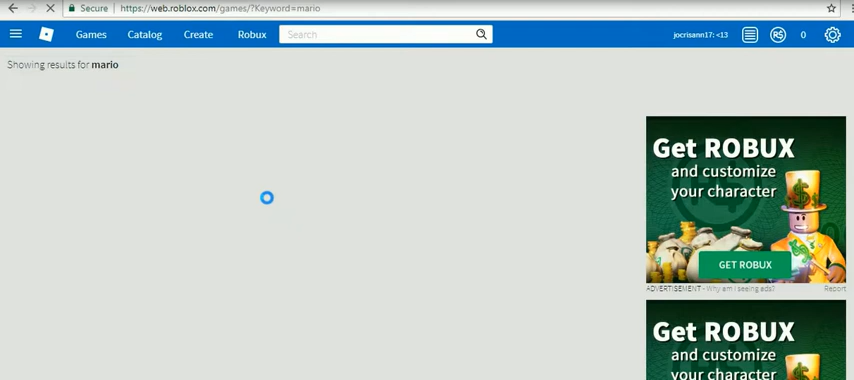 Secure https://web.roblox.com/games/?Keyword=mario
Games Catalog Create Robux Search jocrisann17: <13 R$ 0
Showing results for mario
Get ROBUX
and customize
your character
GET ROBUX
ADVERTISEMENT - Why am I seeing ads? Report
Get ROBUX
and customize
your character